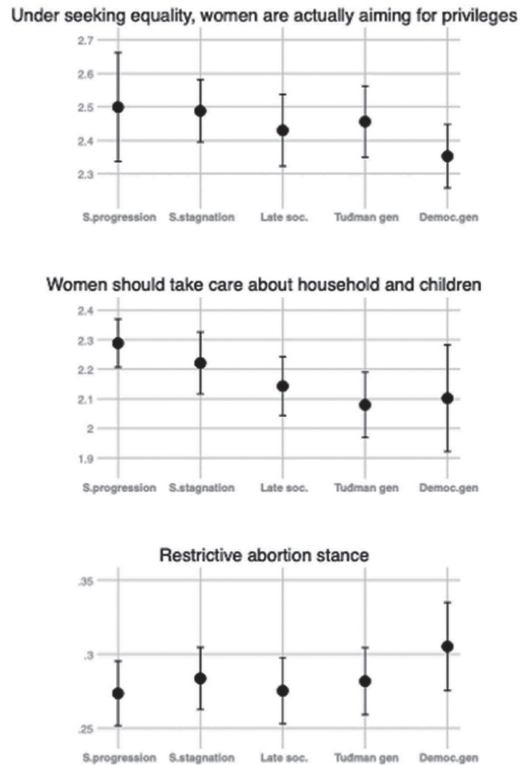 Under seeking equality, women are actually aiming for privileges
2.7
2.6
2.5
2.4
2.3
S.progression S.stagnation Late soc. Tuđman gen Democ.gen
Women should take care about household and children
2.4
2.3
2.2
2.1
2
1.9
S.progression S.stagnation Late soc. Tuđman gen Democ.gen
Restrictive abortion stance
.35
.3
.25
S.progression S.stagnation Late soc. Tuđman gen Democ.gen